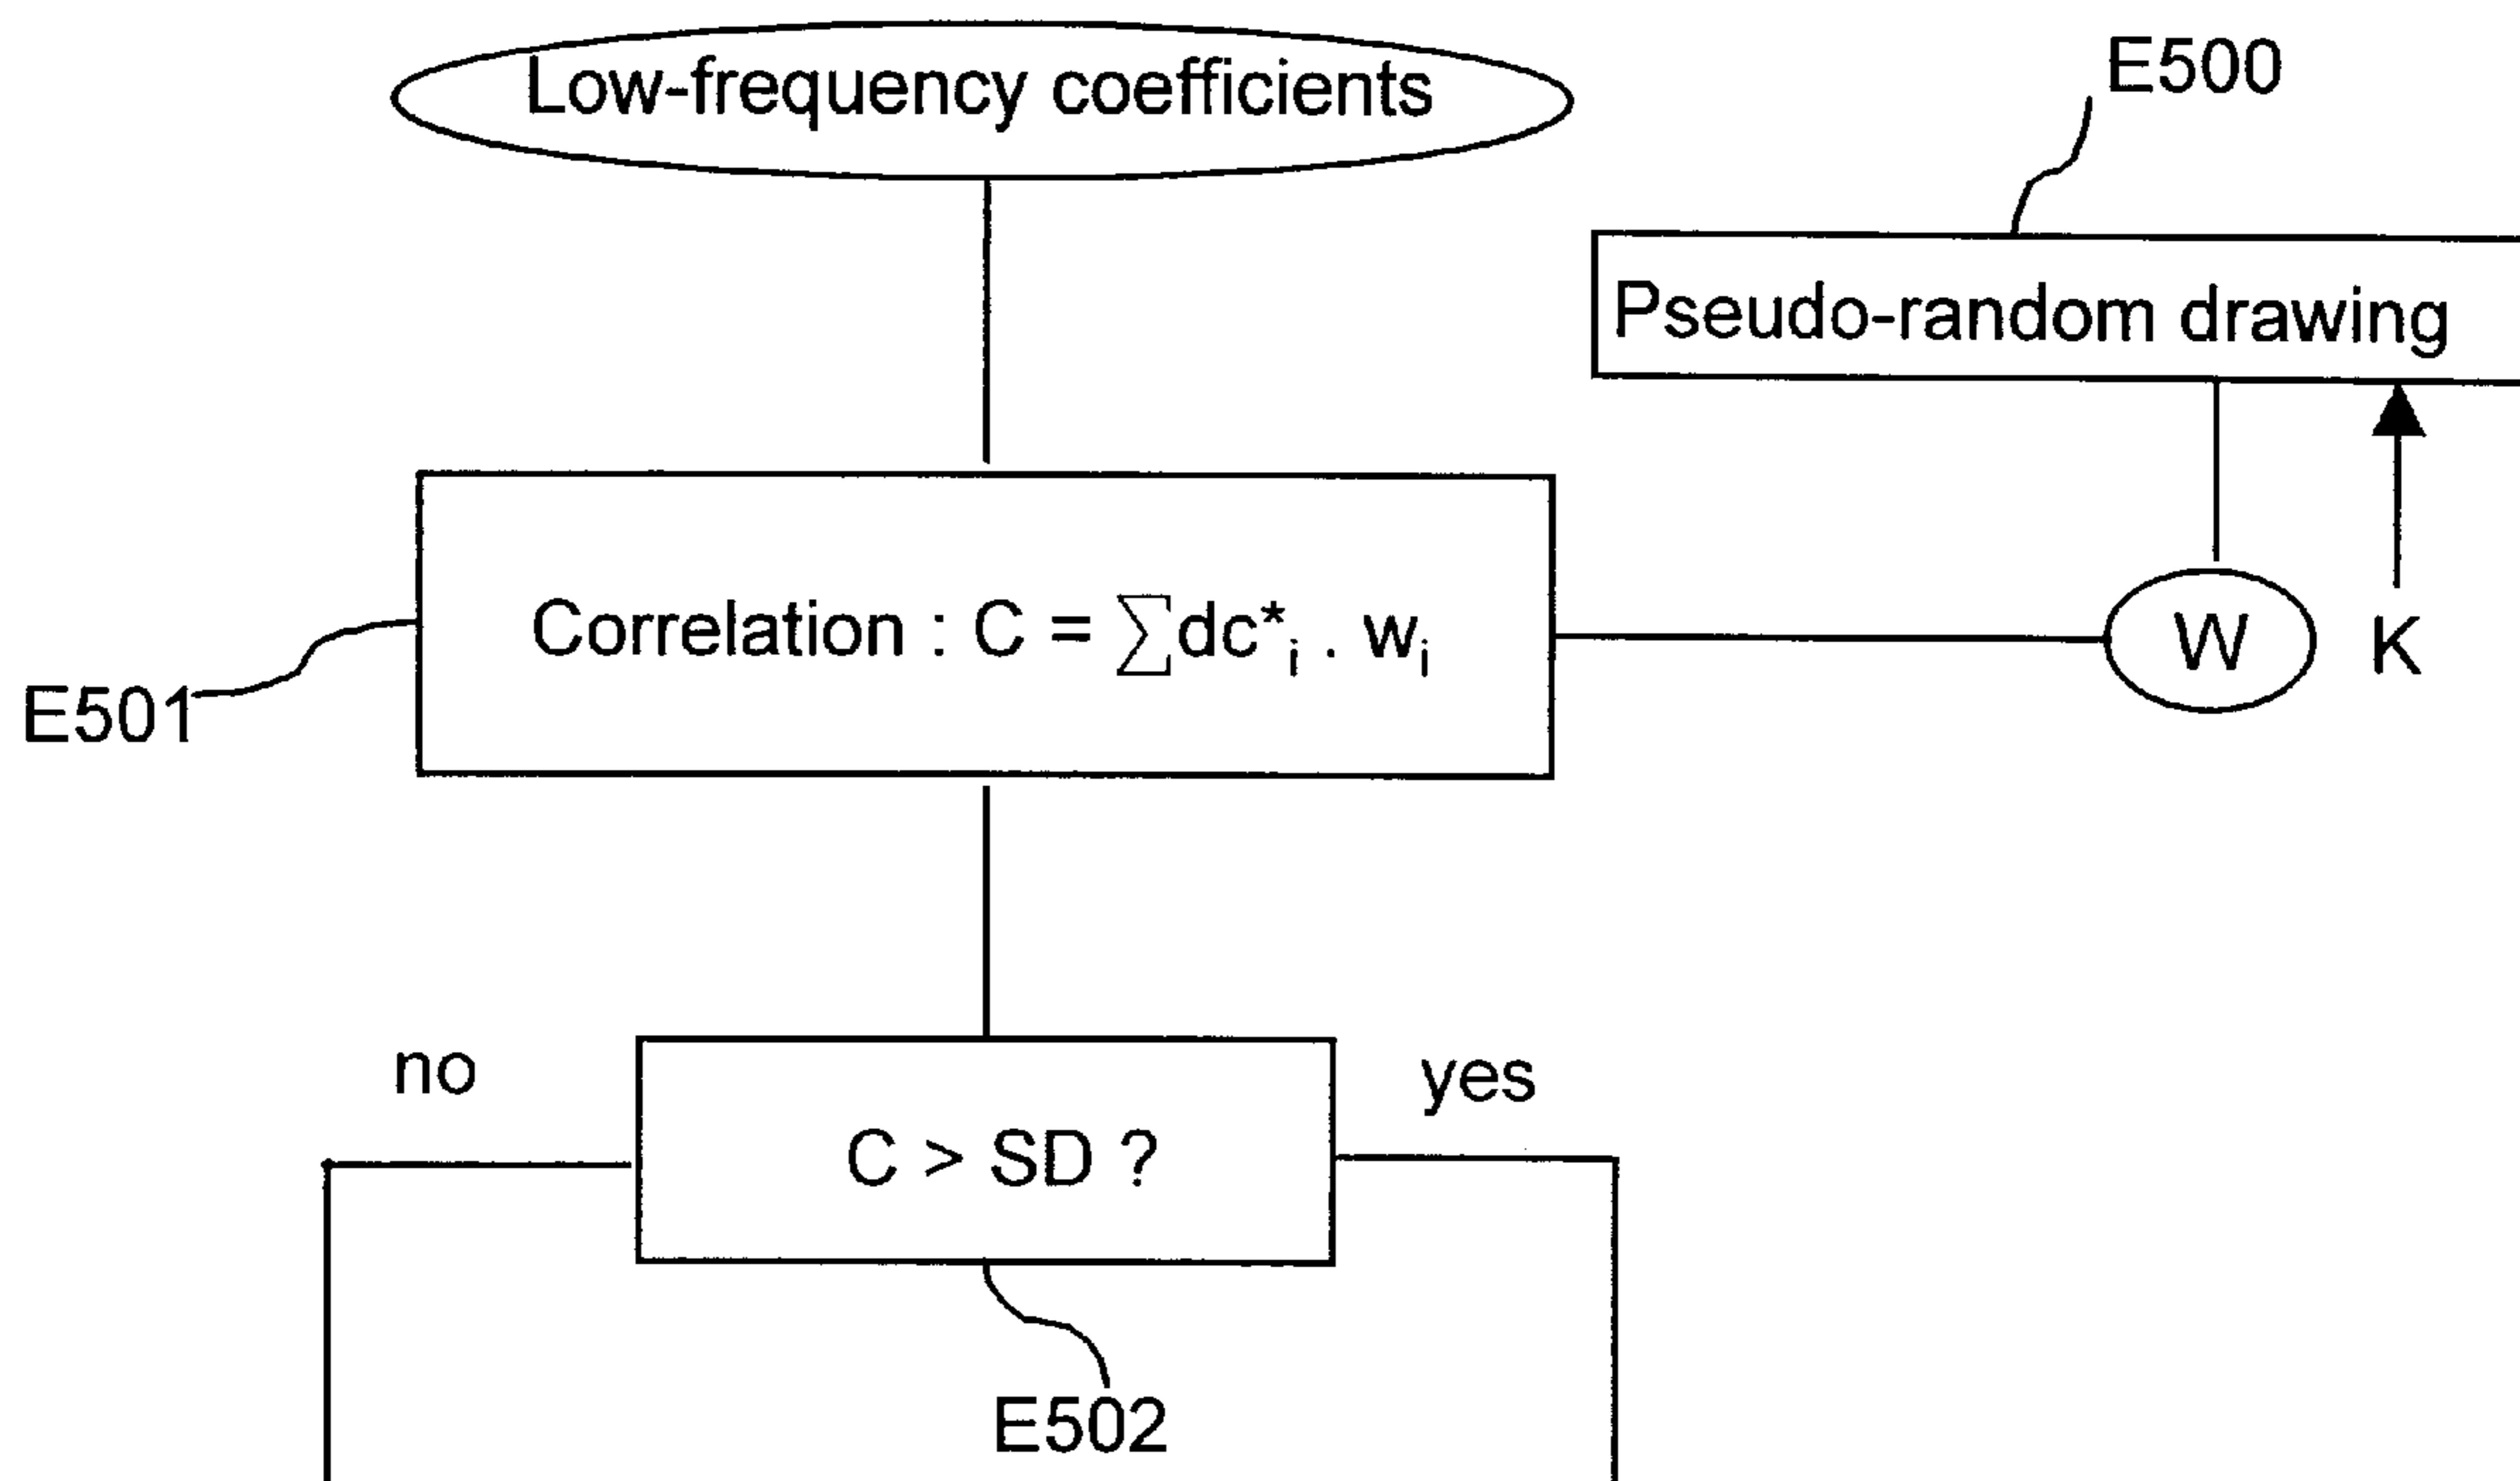 Low-frequency coefficients
E500
Pseudo-random drawing
Correlation : C = ∑dc*i . wi
W
K
E501
no
yes
C > SD ?
E502